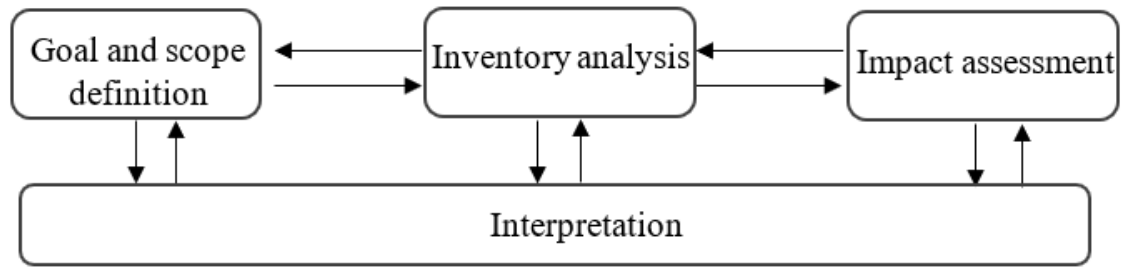 Goal and scope
definition
Inventory analysis
Impact assessment
Interpretation